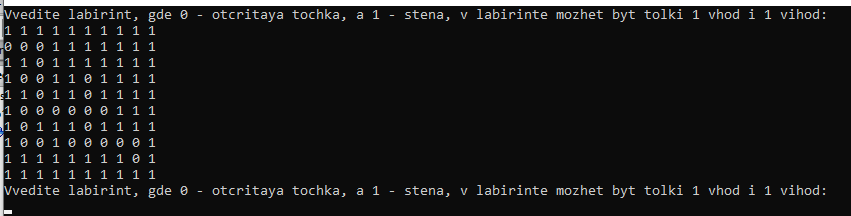 Vvedite labirint, gde 0 - otcritaya tochka, a 1 - stena, v labirinte mozhet byt tolki 1 vhod i 1 vihod:
1 1 1 1 1 1 1 1 1 1
0 0 0 1 1 1 1 1 1 1
1 1 0 1 1 1 1 1 1 1
1 0 0 1 1 0 1 1 1 1
1 1 0 1 1 0 1 1 1 1
1 0 0 0 0 0 0 1 1 1
1 0 1 1 1 0 1 1 1 1
1 0 0 1 0 0 0 0 0 1
1 1 1 1 1 1 1 1 0 1
1 1 1 1 1 1 1 1 1 1
Vvedite labirint, gde 0 - otcritaya tochka, a 1 - stena, v labirinte mozhet byt tolki 1 vhod i 1 vihod: